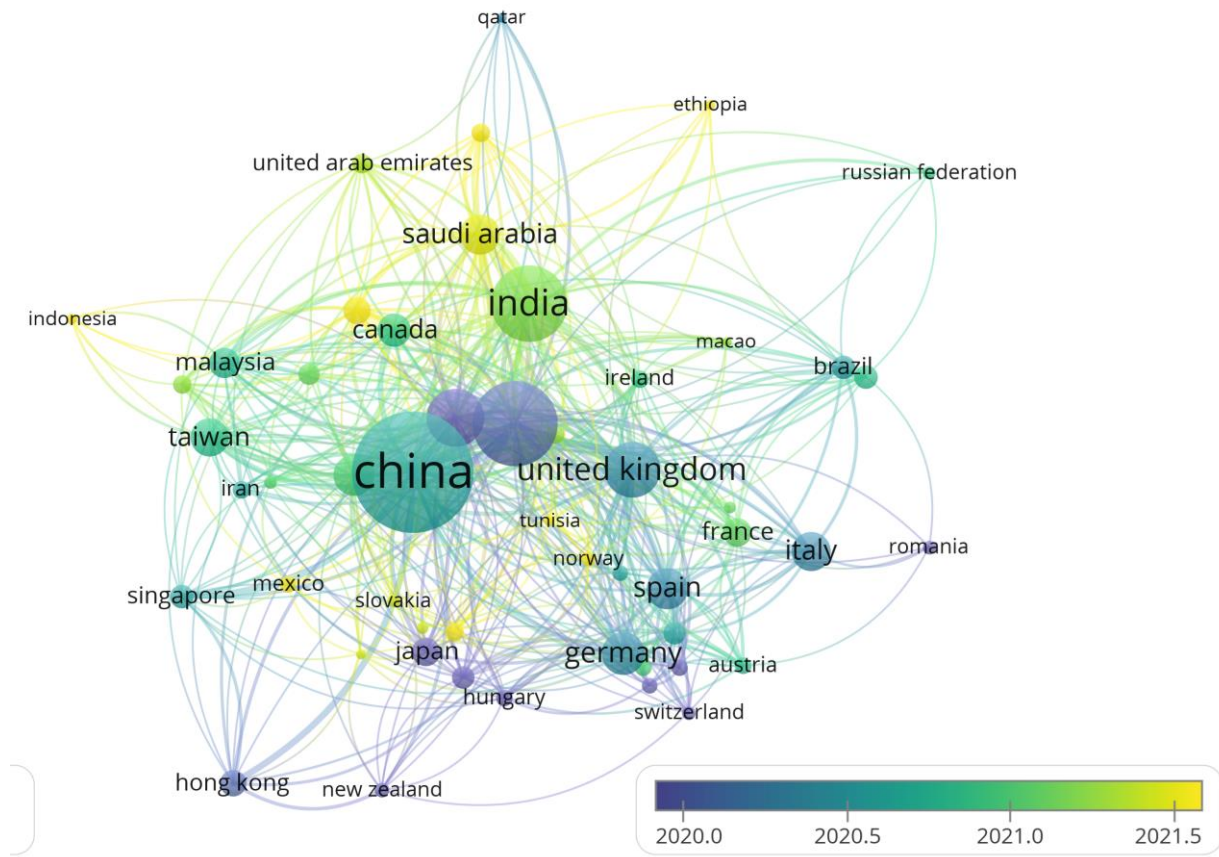 qatar
ethiopia
united arab emirates
russian federation
saudi arabia
india
indonesia
canada
macao
malaysia
brazil
ireland
taiwan
china
united kingdom
iran
tunisia
france
norway
italy
romania
mexico
spain
singapore
slovakia
japan
germany
austria
hungary
switzerland
hong kong
new zealand
2020.0 2020.5 2021.0 2021.5